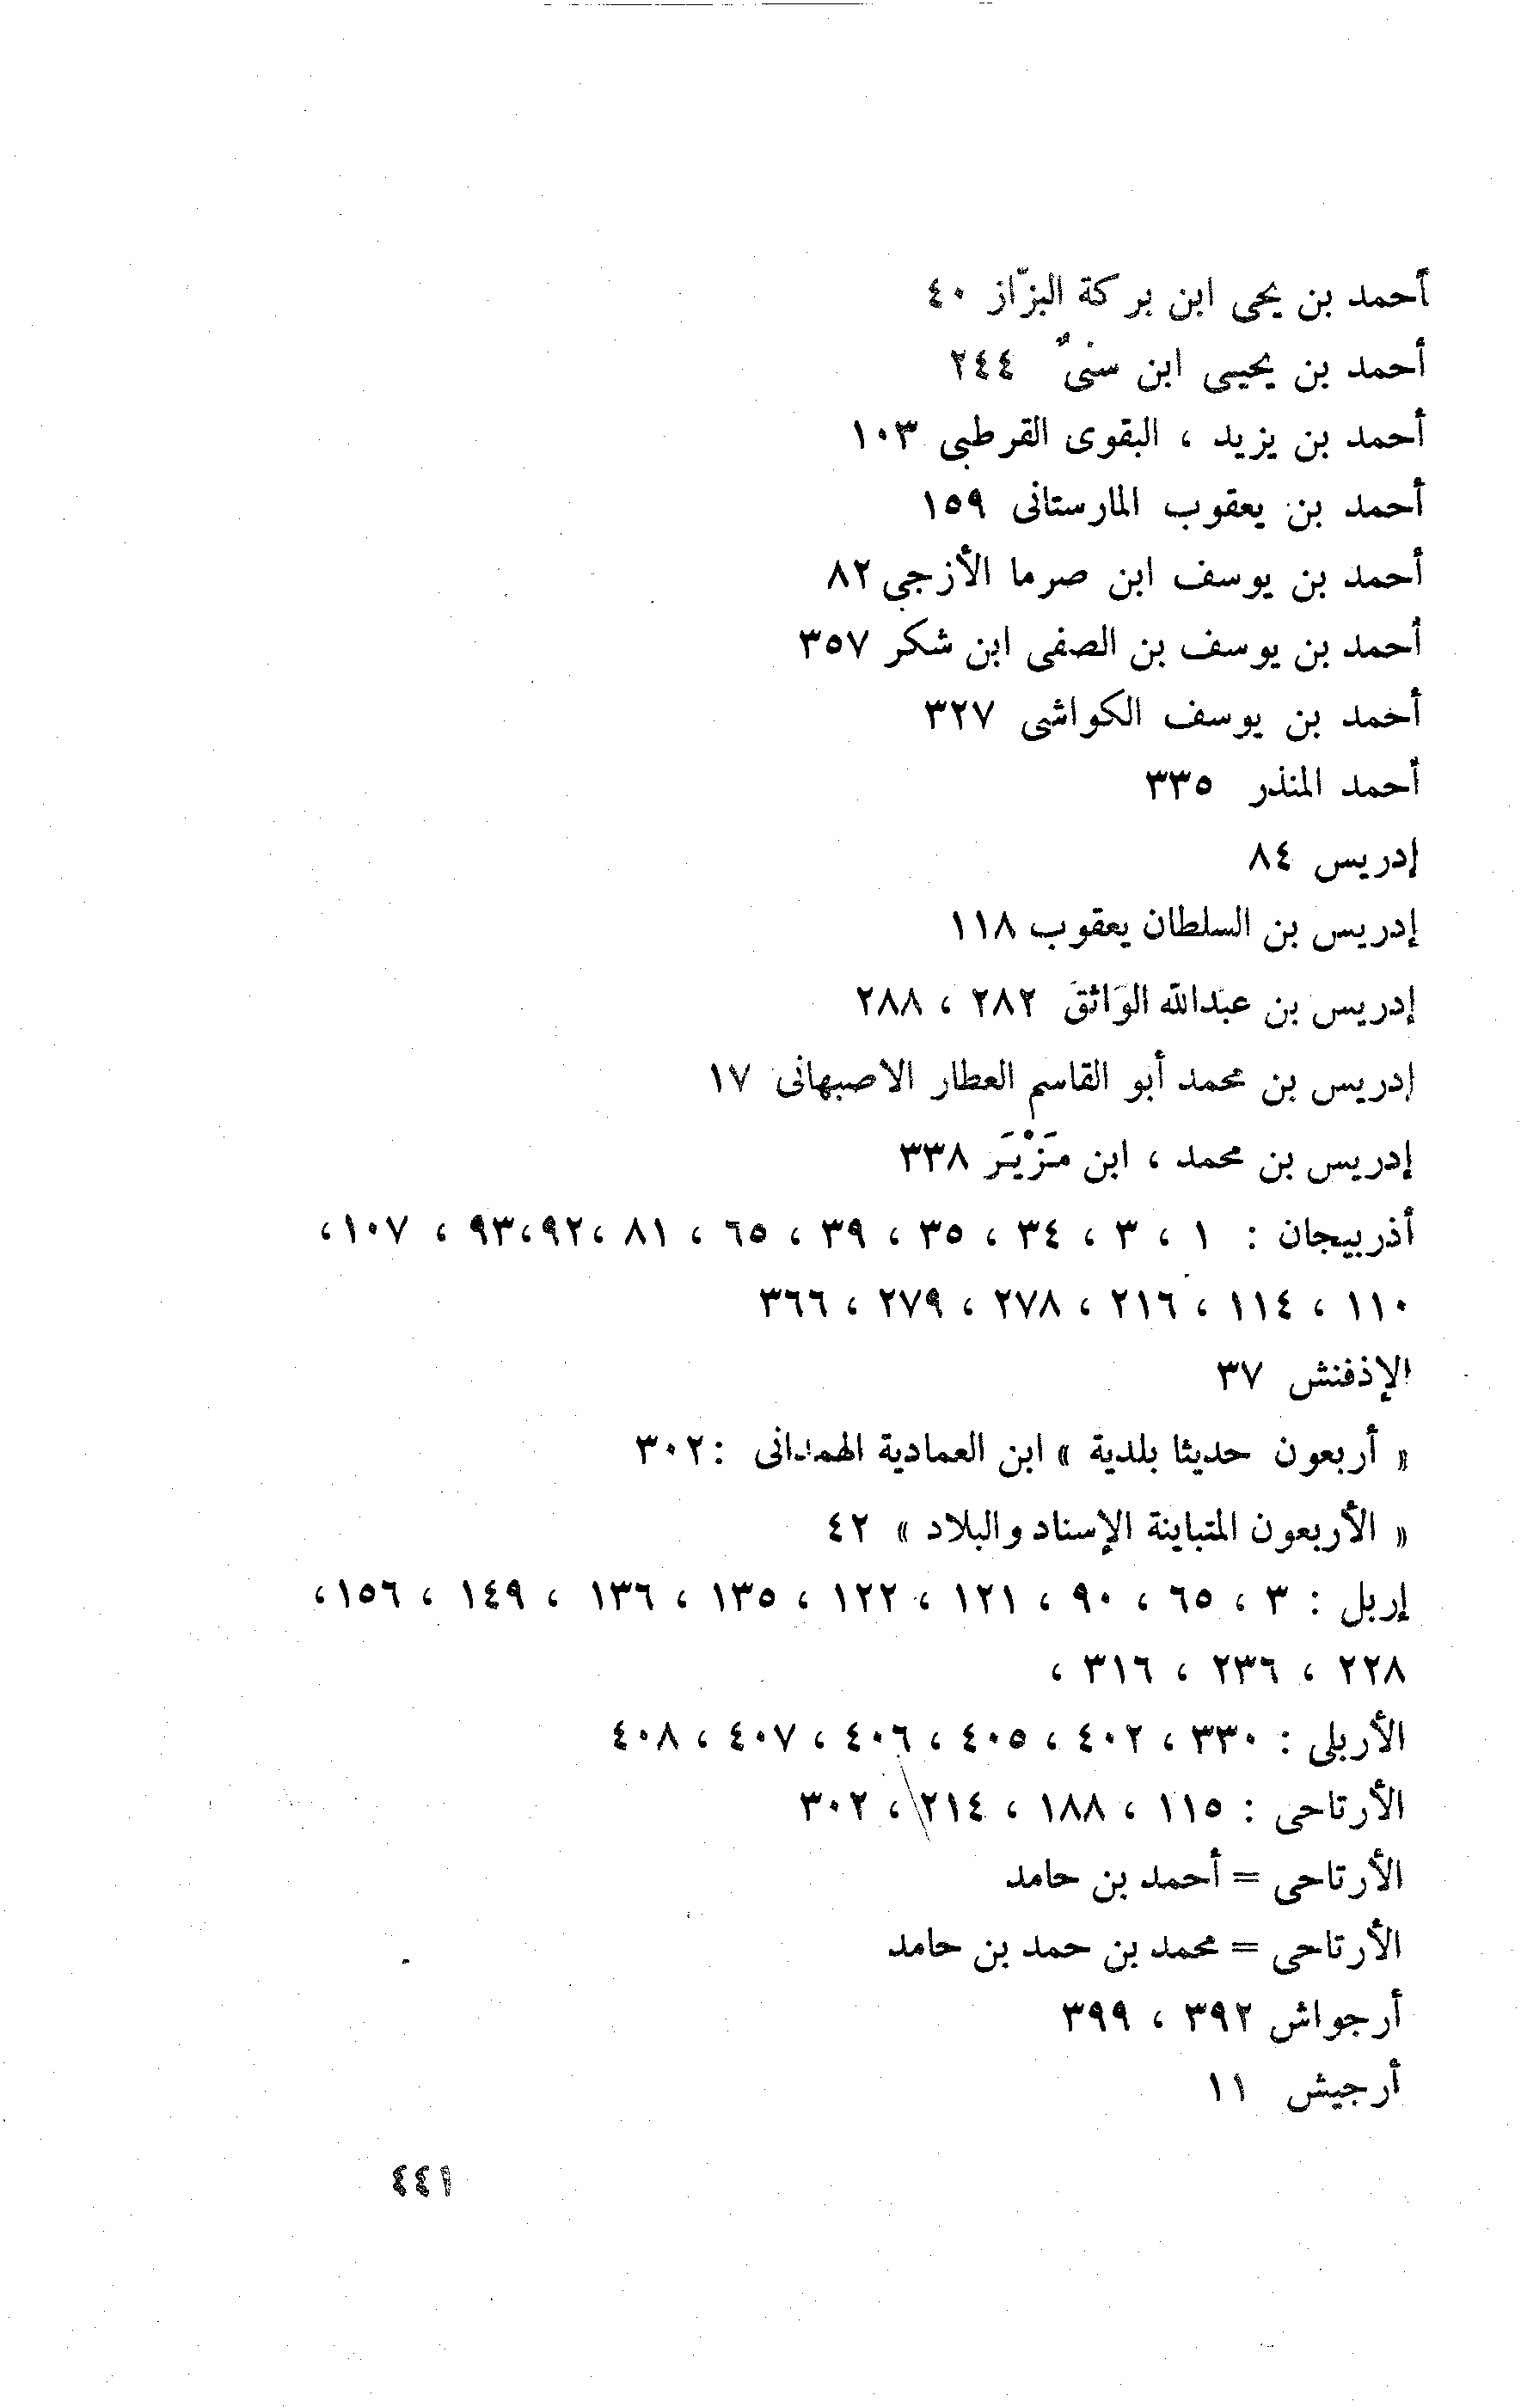 أحمد بن يحى ابن بركة البزّاز ٤٠
أحمد بن يحيى ابن سنىٌ ٢٤٤
أحمد بن يزيد ، البقوى القرطبى ١٠٣
أحمد بن يعقوب المارستانى ١٥٩
أحمد بن يوسف ابن صرما الأزجى ٨٢
أحمد بن يوسف بن الصفى ابن شكر ٣٥٧
أحمد بن يوسف الكواشى ٣٢٧
أحمد المنذر ٣٣٥
إدريس ٨٤
إدريس بن السلطان يعقوب ١١٨
إدريس بن عبدالله الوَاثقَ ٢٨٢ ، ٢٨٨
إدريس بن محمد أبو القاسم العطار الاصبهانى ١٧
إدريس بن محمد ، ابن مَزْيَر ٣٣٨
أذربيجان : ١ ، ٣ ، ٣٤ ، ٣٥ ، ٣٩ ، ٦٥ ، ٨١ ،٩٢،٩٣ ، ١٠٧،
١١٠ ، ١١٤ ، ٢١٦ ، ٢٧٨ ، ٢٧٩ ، ٣٦٦
الإذفنش ٣٧
« أربعون حديثا بلدية » ابن العمادية الهمدانى :٣٠٢
« الأربعون المتباينة الإسناد والبلاد » ٤٢
إربل : ٣ ، ٦٥ ، ٩٠ ، ١٢١ ، ١٢٢ ، ١٣٥ ، ١٣٦ ، ١٤٩ ، ١٥٦،
٢٢٨ ، ٢٣٦ ، ٣١٦ ،
الأربلى : ٣٣٠ ، ٤٠٢ ، ٤٠٥ ، ٤٠٦ ، ٤٠٧ ، ٤٠٨
الأرتاحى : ١١٥ ، ١٨٨ ، ٢١٤ ، ٣٠٢
الأرتاحى = أحمد بن حامد
الأرتاحى = محمد بن حمد بن حامد
أرجواش ٣٩٢ ، ٣٩٩
أرجيش ١١
٤٤١